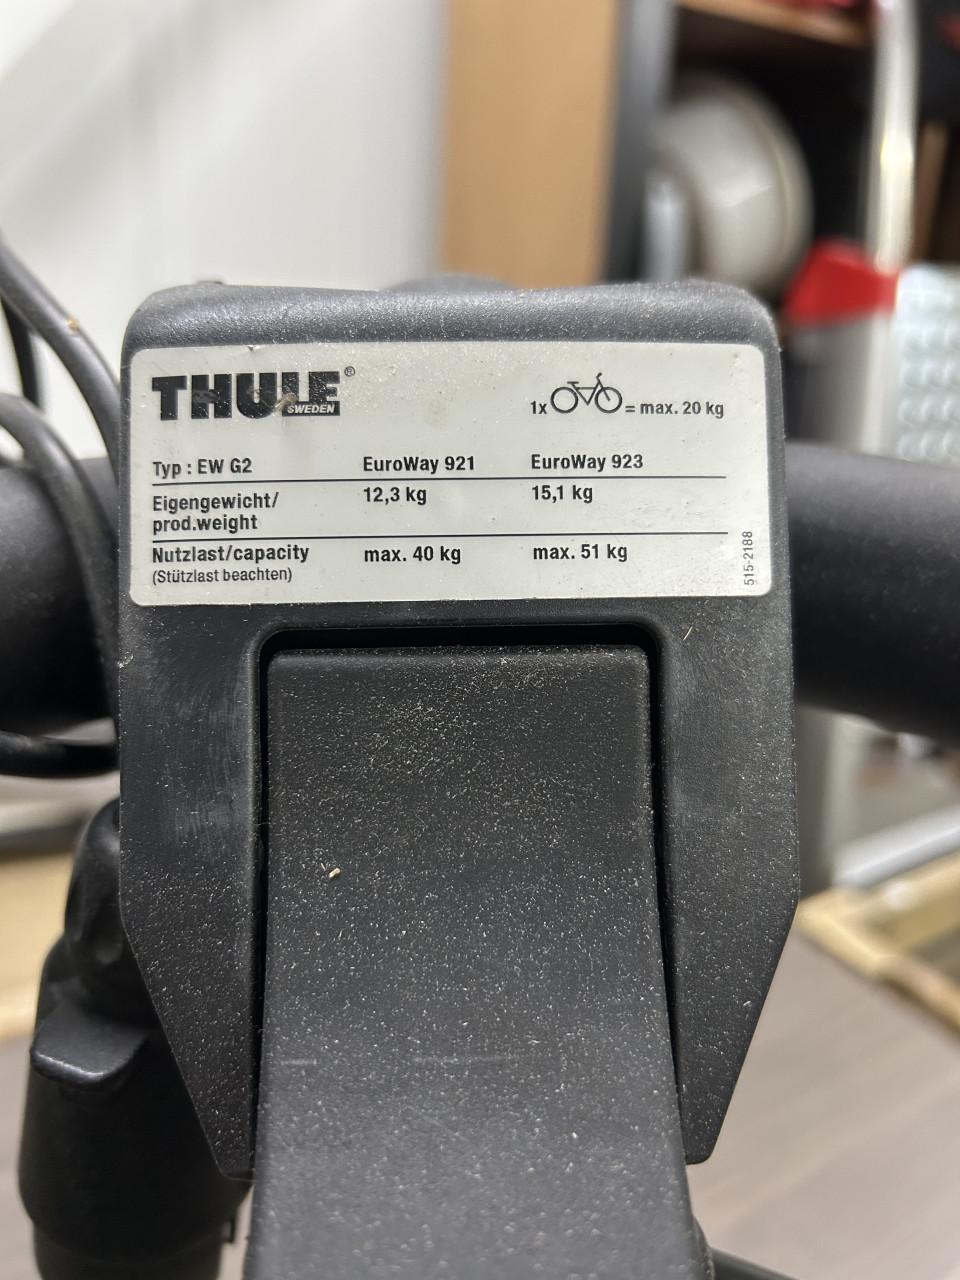 THULE®
SWEDEN
1x = max. 20 kg
Typ : EW G2 EuroWay 921 EuroWay 923
Eigengewicht/ 12,3 kg 15,1 kg
prod.weight
Nutzlast/capacity max. 40 kg max. 51 kg
(Stützlast beachten)
515-2188